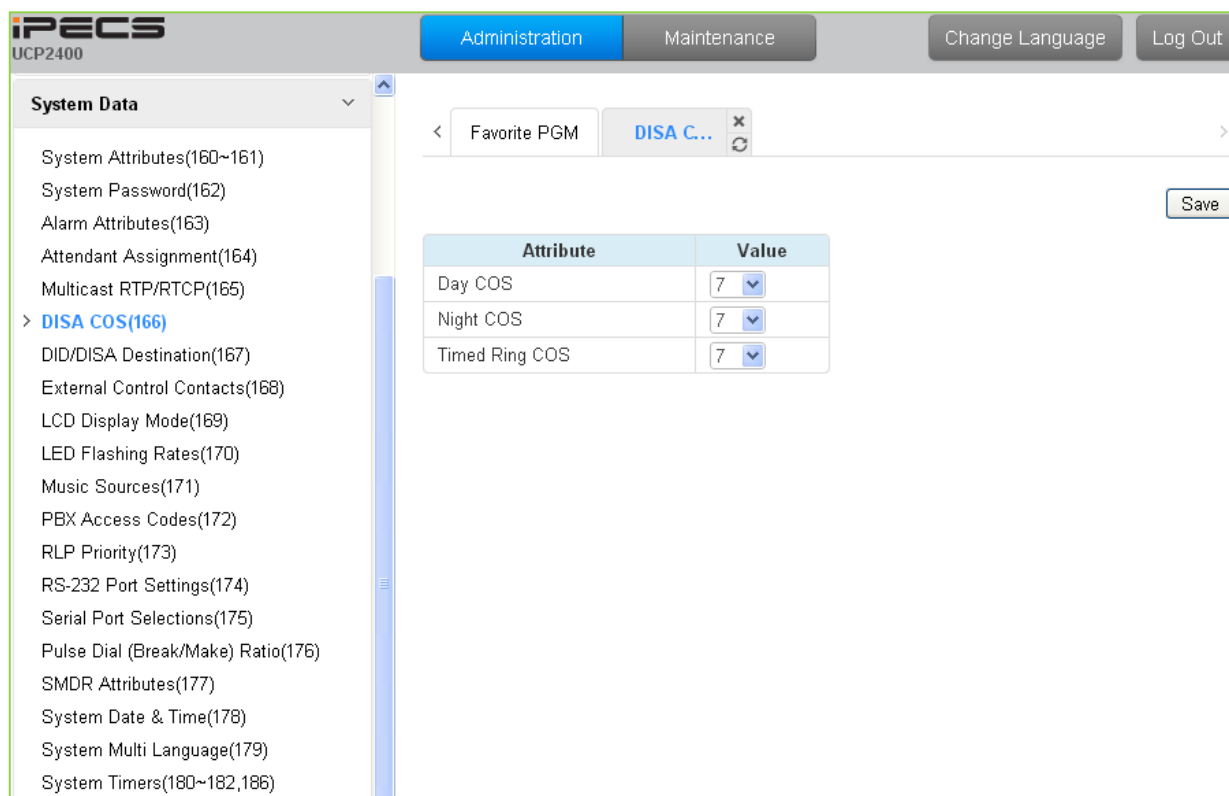 iPECS
UCP2400
Administration Maintenance Change Language Log Out
System Data
System Attributes(160~161)
System Password(162)
Alarm Attributes(163)
Attendant Assignment(164)
Multicast RTP/RTCP(165)
> DISA COS(166)
DID/DISA Destination(167)
External Control Contacts(168)
LCD Display Mode(169)
LED Flashing Rates(170)
Music Sources(171)
PBX Access Codes(172)
RLP Priority(173)
RS-232 Port Settings(174)
Serial Port Selections(175)
Pulse Dial (Break/Make) Ratio(176)
SMDR Attributes(177)
System Date & Time(178)
System Multi Language(179)
System Timers(180~182,186)
< Favorite PGM DISA C... >
Save
Attribute Value
Day COS 7
Night COS 7
Timed Ring COS 7